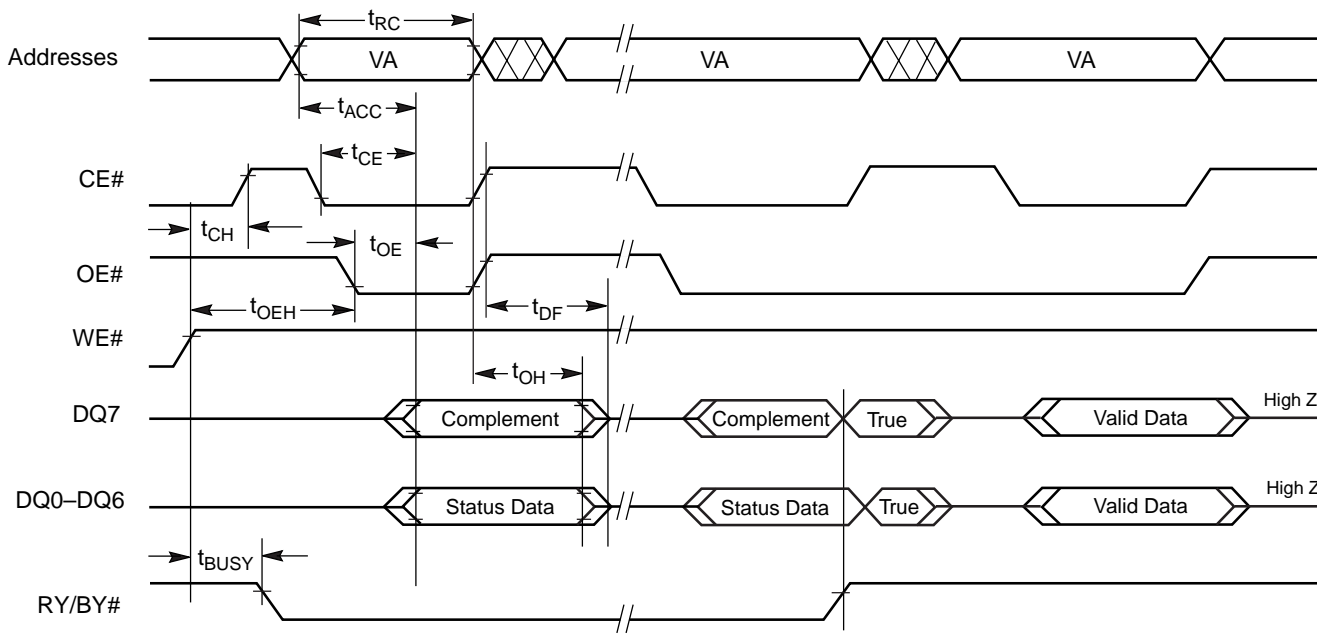 tRC
Addresses VA VA VA
tACC
tCE
CE#
tCH tOE
OE#
tOEH tDF
WE#
tOH
DQ7 Complement Complement True Valid Data High Z
DQ0–DQ6 Status Data Status Data True Valid Data High Z
tBUSY
RY/BY#